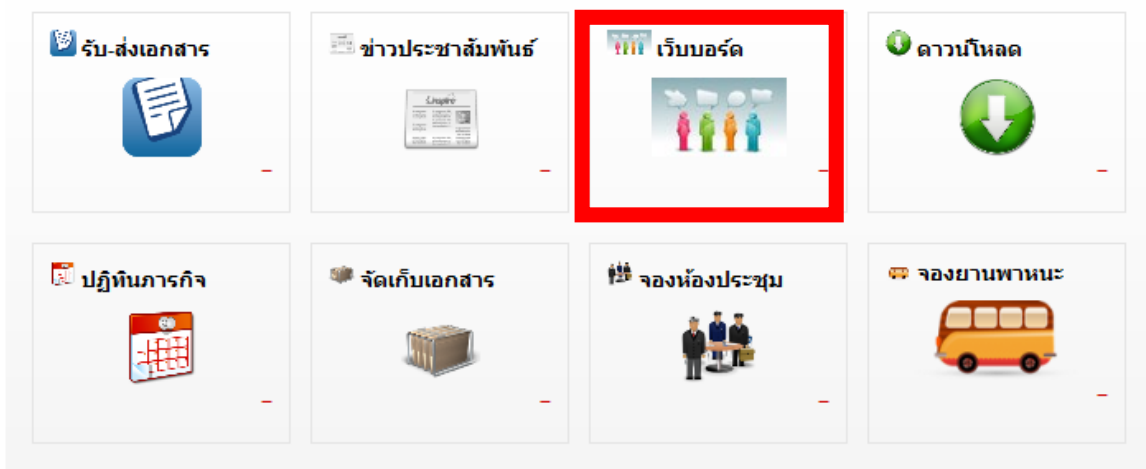 รับ-ส่งเอกสาร
ข่าวประชาสัมพันธ์
เว็บบอร์ด
ดาวน์โหลด
ปฏิทินภารกิจ
จัดเก็บเอกสาร
จองห้องประชุม
จองยานพาหนะ